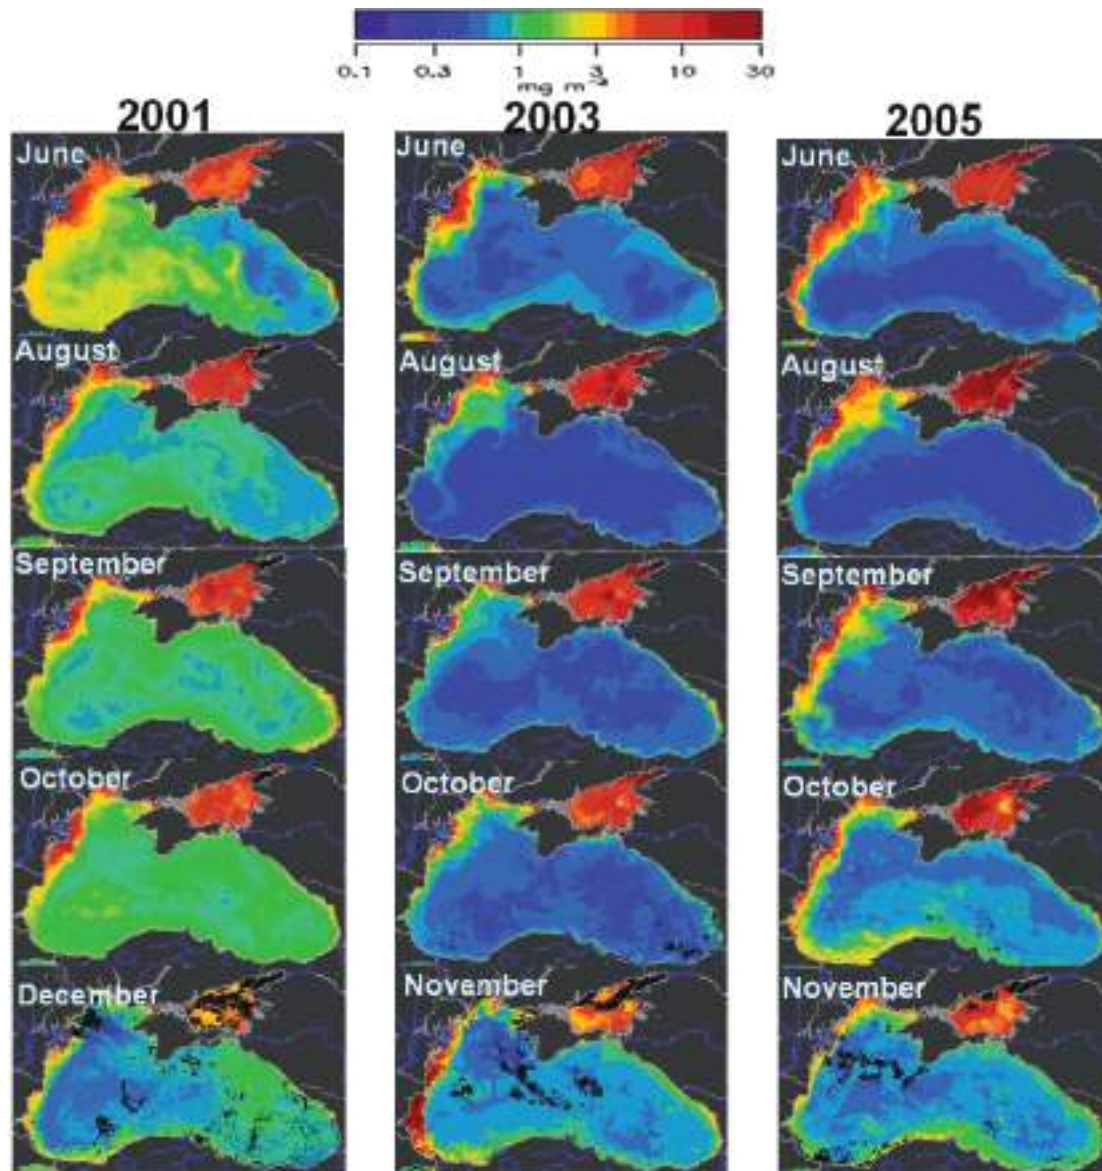 0.1 0.3 1 3 10 30
mg m⁻³
2001 2003 2005
June June June
August August August
September September September
October October October
December November November